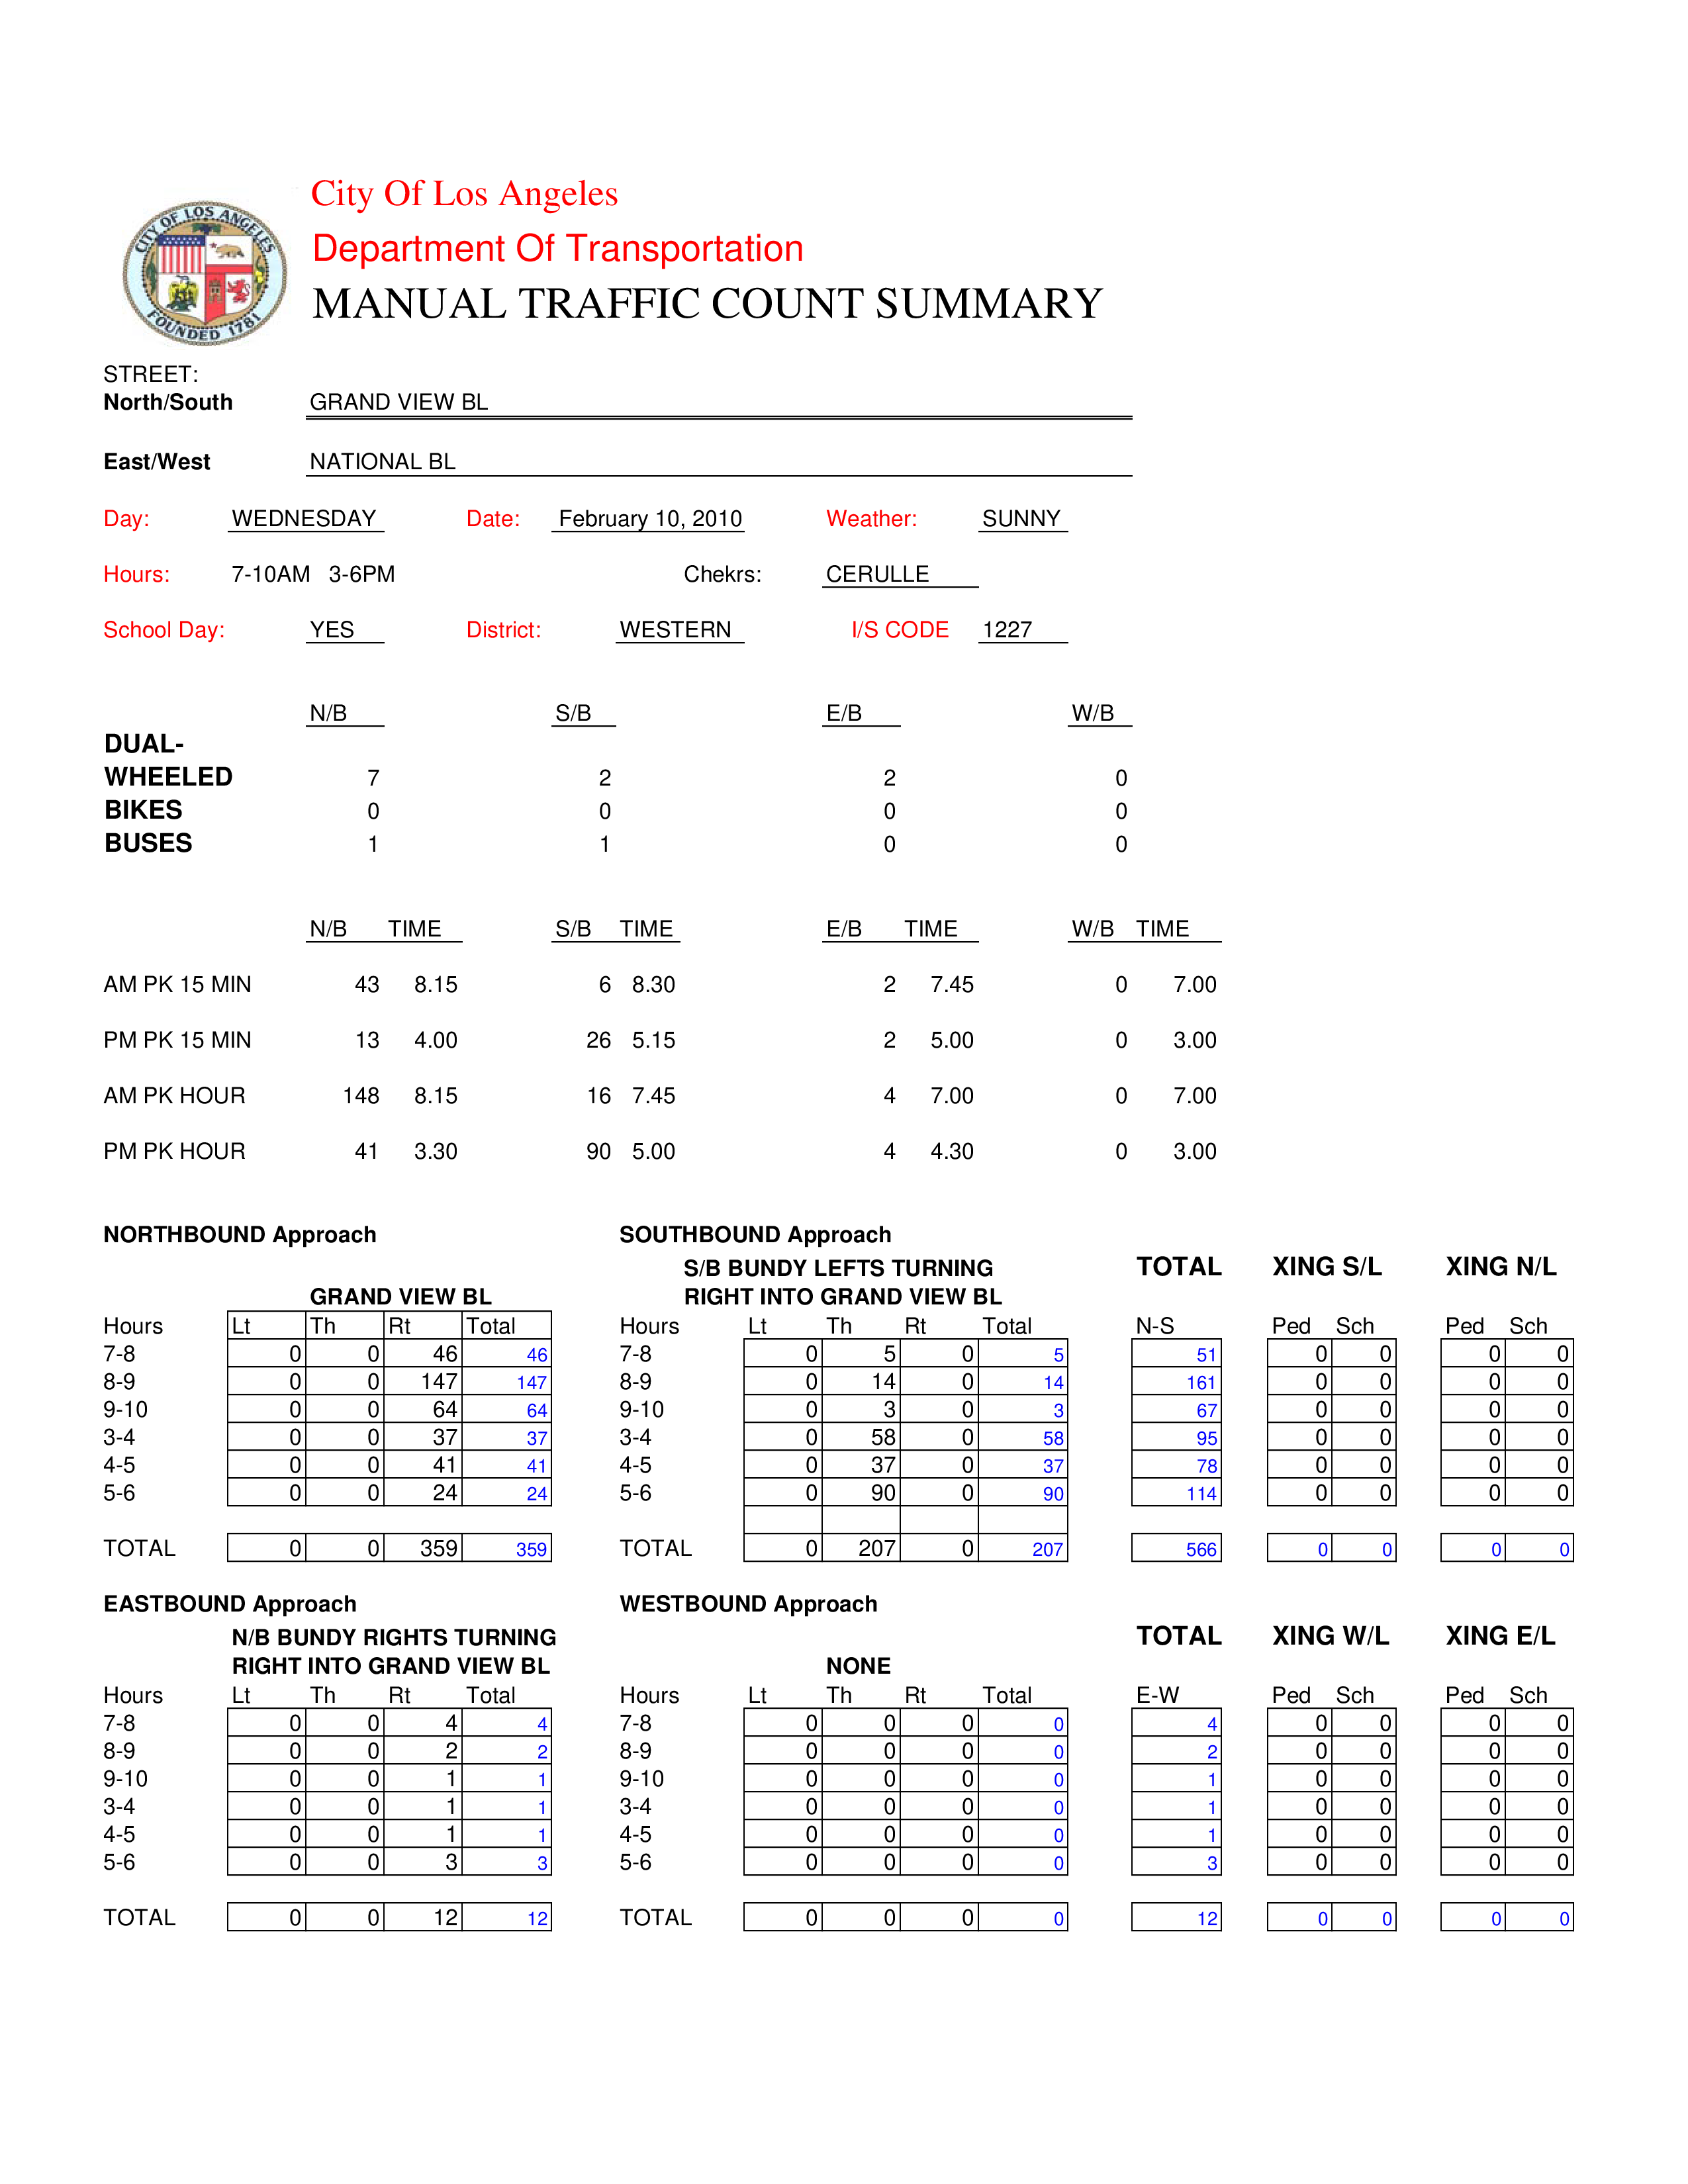 City Of Los Angeles
Department Of Transportation
MANUAL TRAFFIC COUNT SUMMARY
CITY OF LOS ANGELES
FOUNDED 1781
STREET:
North/South GRAND VIEW BL
East/West NATIONAL BL
Day: WEDNESDAY Date: February 10, 2010 Weather: SUNNY
Hours: 7-10AM 3-6PM Chekrs: CERULLE
School Day: YES District: WESTERN I/S CODE 1227
N/B S/B E/B W/B
DUAL-
WHEELED 7 2 2 0
BIKES 0 0 0 0
BUSES 1 1 0 0
N/B TIME S/B TIME E/B TIME W/B TIME
AM PK 15 MIN 43 8.15 6 8.30 2 7.45 0 7.00
PM PK 15 MIN 13 4.00 26 5.15 2 5.00 0 3.00
AM PK HOUR 148 8.15 16 7.45 4 7.00 0 7.00
PM PK HOUR 41 3.30 90 5.00 4 4.30 0 3.00
NORTHBOUND Approach SOUTHBOUND Approach
S/B BUNDY LEFTS TURNING TOTAL XING S/L XING N/L
GRAND VIEW BL RIGHT INTO GRAND VIEW BL
Hours Lt Th Rt Total Hours Lt Th Rt Total N-S Ped Sch Ped Sch
7-8 0 0 46 46 7-8 0 5 0 5 51 0 0 0 0
8-9 0 0 147 147 8-9 0 14 0 14 161 0 0 0 0
9-10 0 0 64 64 9-10 0 3 0 3 67 0 0 0 0
3-4 0 0 37 37 3-4 0 58 0 58 95 0 0 0 0
4-5 0 0 41 41 4-5 0 37 0 37 78 0 0 0 0
5-6 0 0 24 24 5-6 0 90 0 90 114 0 0 0 0
TOTAL 0 0 359 359 TOTAL 0 207 0 207 566 0 0 0 0
EASTBOUND Approach WESTBOUND Approach
N/B BUNDY RIGHTS TURNING TOTAL XING W/L XING E/L
RIGHT INTO GRAND VIEW BL NONE
Hours Lt Th Rt Total Hours Lt Th Rt Total E-W Ped Sch Ped Sch
7-8 0 0 4 4 7-8 0 0 0 0 4 0 0 0 0
8-9 0 0 2 2 8-9 0 0 0 0 2 0 0 0 0
9-10 0 0 1 1 9-10 0 0 0 0 1 0 0 0 0
3-4 0 0 1 1 3-4 0 0 0 0 1 0 0 0 0
4-5 0 0 1 1 4-5 0 0 0 0 1 0 0 0 0
5-6 0 0 3 3 5-6 0 0 0 0 3 0 0 0 0
TOTAL 0 0 12 12 TOTAL 0 0 0 0 12 0 0 0 0